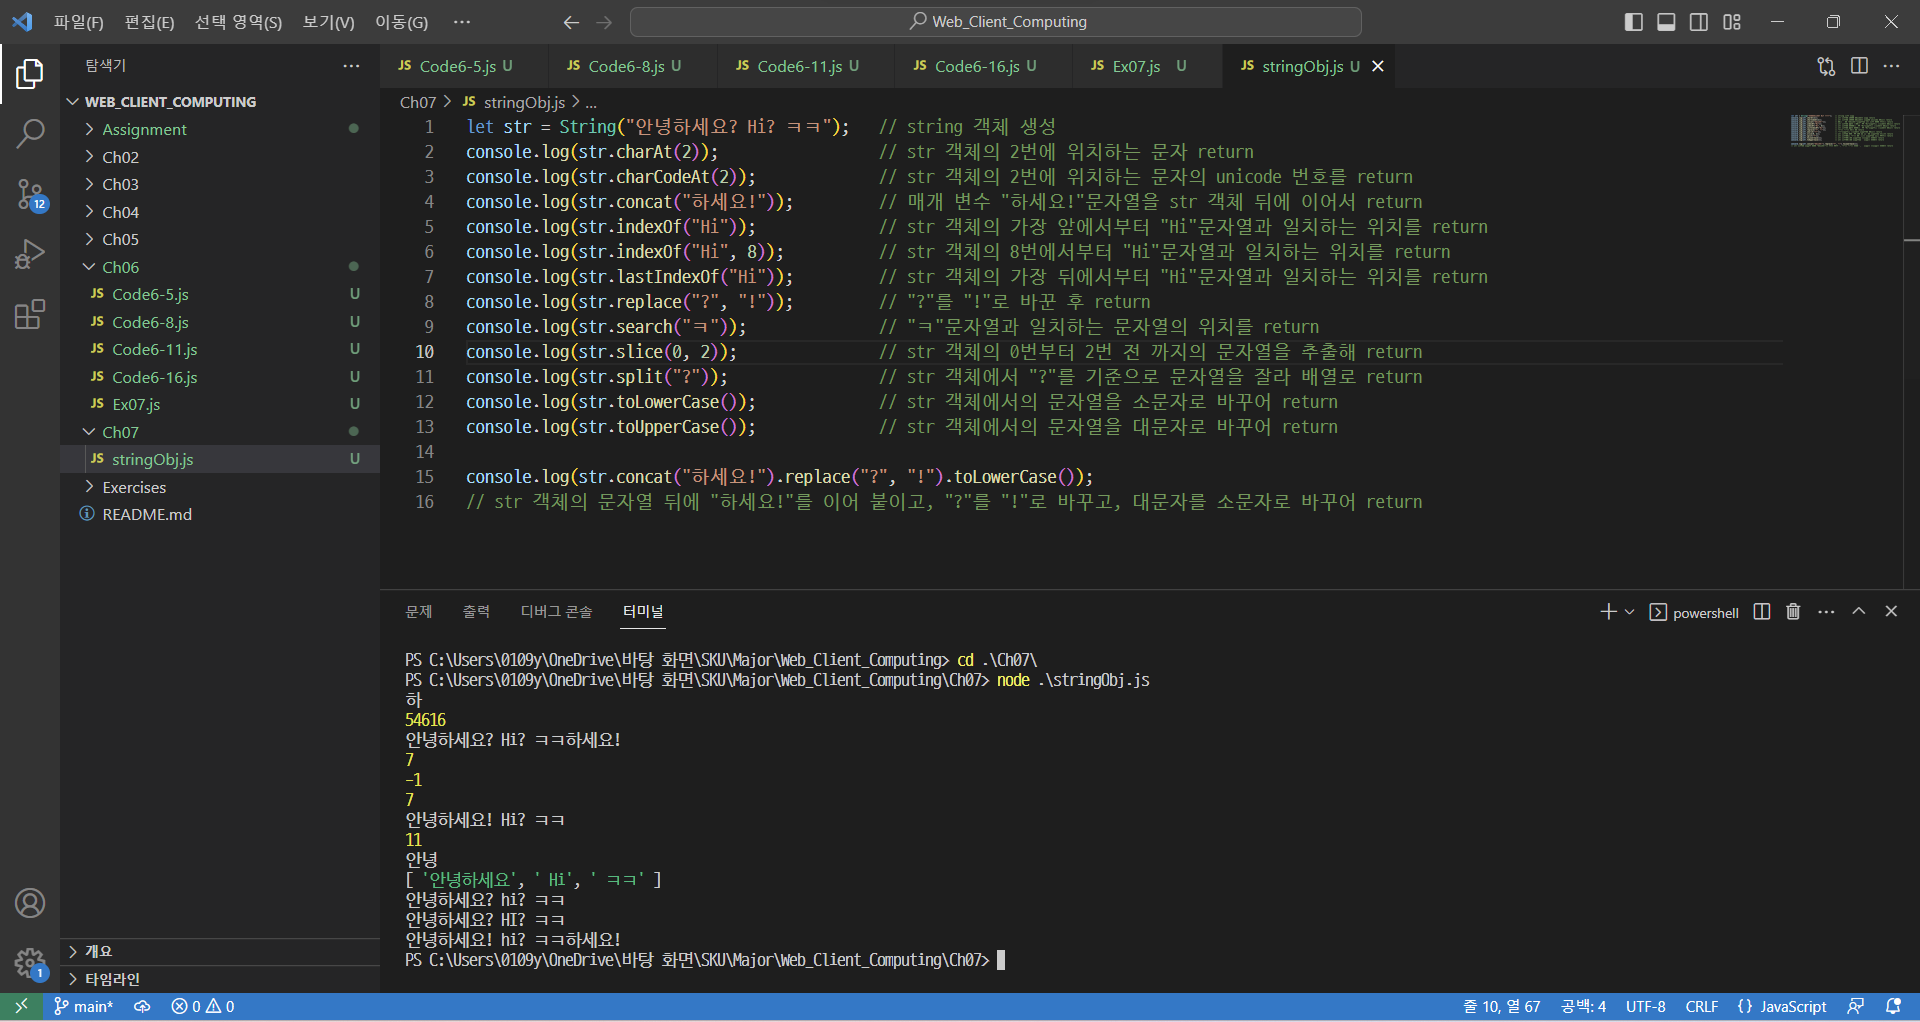 파일(F) 편집(E) 선택 영역(S) 보기(V) 이동(G) ··· Web_Client_Computing
탐색기 ···
WEB_CLIENT_COMPUTING
Assignment
Ch02
Ch03
Ch04
Ch05
Ch06
JS Code6-5.js U
JS Code6-8.js U
JS Code6-11.js U
JS Code6-16.js U
JS Ex07.js U
Ch07
JS stringObj.js U
Exercises
README.md
개요
타임라인
JS Code6-5.js U JS Code6-8.js U JS Code6-11.js U JS Code6-16.js U JS Ex07.js U JS stringObj.js U
Ch07 > JS stringObj.js > ...
1 let str = String("안녕하세요? Hi? ㅋㅋ"); // string 객체 생성
2 console.log(str.charAt(2)); // str 객체의 2번에 위치하는 문자 return
3 console.log(str.charCodeAt(2)); // str 객체의 2번에 위치하는 문자의 unicode 번호를 return
4 console.log(str.concat("하세요!")); // 매개 변수 "하세요!"문자열을 str 객체 뒤에 이어서 return
5 console.log(str.indexOf("Hi")); // str 객체의 가장 앞에서부터 "Hi"문자열과 일치하는 위치를 return
6 console.log(str.indexOf("Hi", 8)); // str 객체의 8번에서부터 "Hi"문자열과 일치하는 위치를 return
7 console.log(str.lastIndexOf("Hi")); // str 객체의 가장 뒤에서부터 "Hi"문자열과 일치하는 위치를 return
8 console.log(str.replace("?", "!")); // "?"를 "!"로 바꾼 후 return
9 console.log(str.search("ㅋ")); // "ㅋ"문자열과 일치하는 문자열의 위치를 return
10 console.log(str.slice(0, 2)); // str 객체의 0번부터 2번 전 까지의 문자열을 추출해 return
11 console.log(str.split("?")); // str 객체에서 "?"를 기준으로 문자열을 잘라 배열로 return
12 console.log(str.toLowerCase()); // str 객체에서의 문자열을 소문자로 바꾸어 return
13 console.log(str.toUpperCase()); // str 객체에서의 문자열을 대문자로 바꾸어 return
14
15 console.log(str.concat("하세요!").replace("?", "!").toLowerCase());
16 // str 객체의 문자열 뒤에 "하세요!"를 이어 붙이고, "?"를 "!"로 바꾸고, 대문자를 소문자로 바꾸어 return
문제 출력 디버그 콘솔 터미널 powershell
PS C:\Users\0109y\OneDrive\바탕 화면\SKU\Major\Web_Client_Computing> cd .\Ch07\
PS C:\Users\0109y\OneDrive\바탕 화면\SKU\Major\Web_Client_Computing\Ch07> node .\stringObj.js
하
54616
안녕하세요? Hi? ㅋㅋ하세요!
7
-1
7
안녕하세요! Hi? ㅋㅋ
11
안녕
[ '안녕하세요', ' Hi', ' ㅋㅋ' ]
안녕하세요? hi? ㅋㅋ
안녕하세요? HI? ㅋㅋ
안녕하세요! hi? ㅋㅋ하세요!
PS C:\Users\0109y\OneDrive\바탕 화면\SKU\Major\Web_Client_Computing\Ch07>
12
1
main* 0 0 줄 10, 열 67 공백: 4 UTF-8 CRLF {} JavaScript